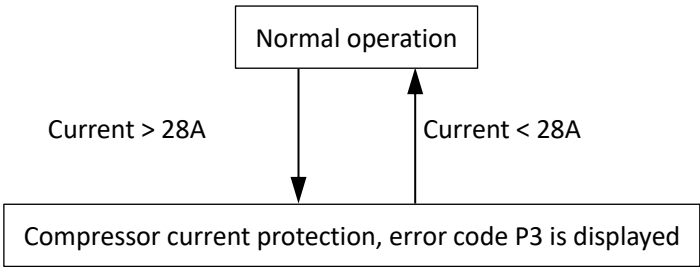 Normal operation
Current > 28A
Current < 28A
Compressor current protection, error code P3 is displayed